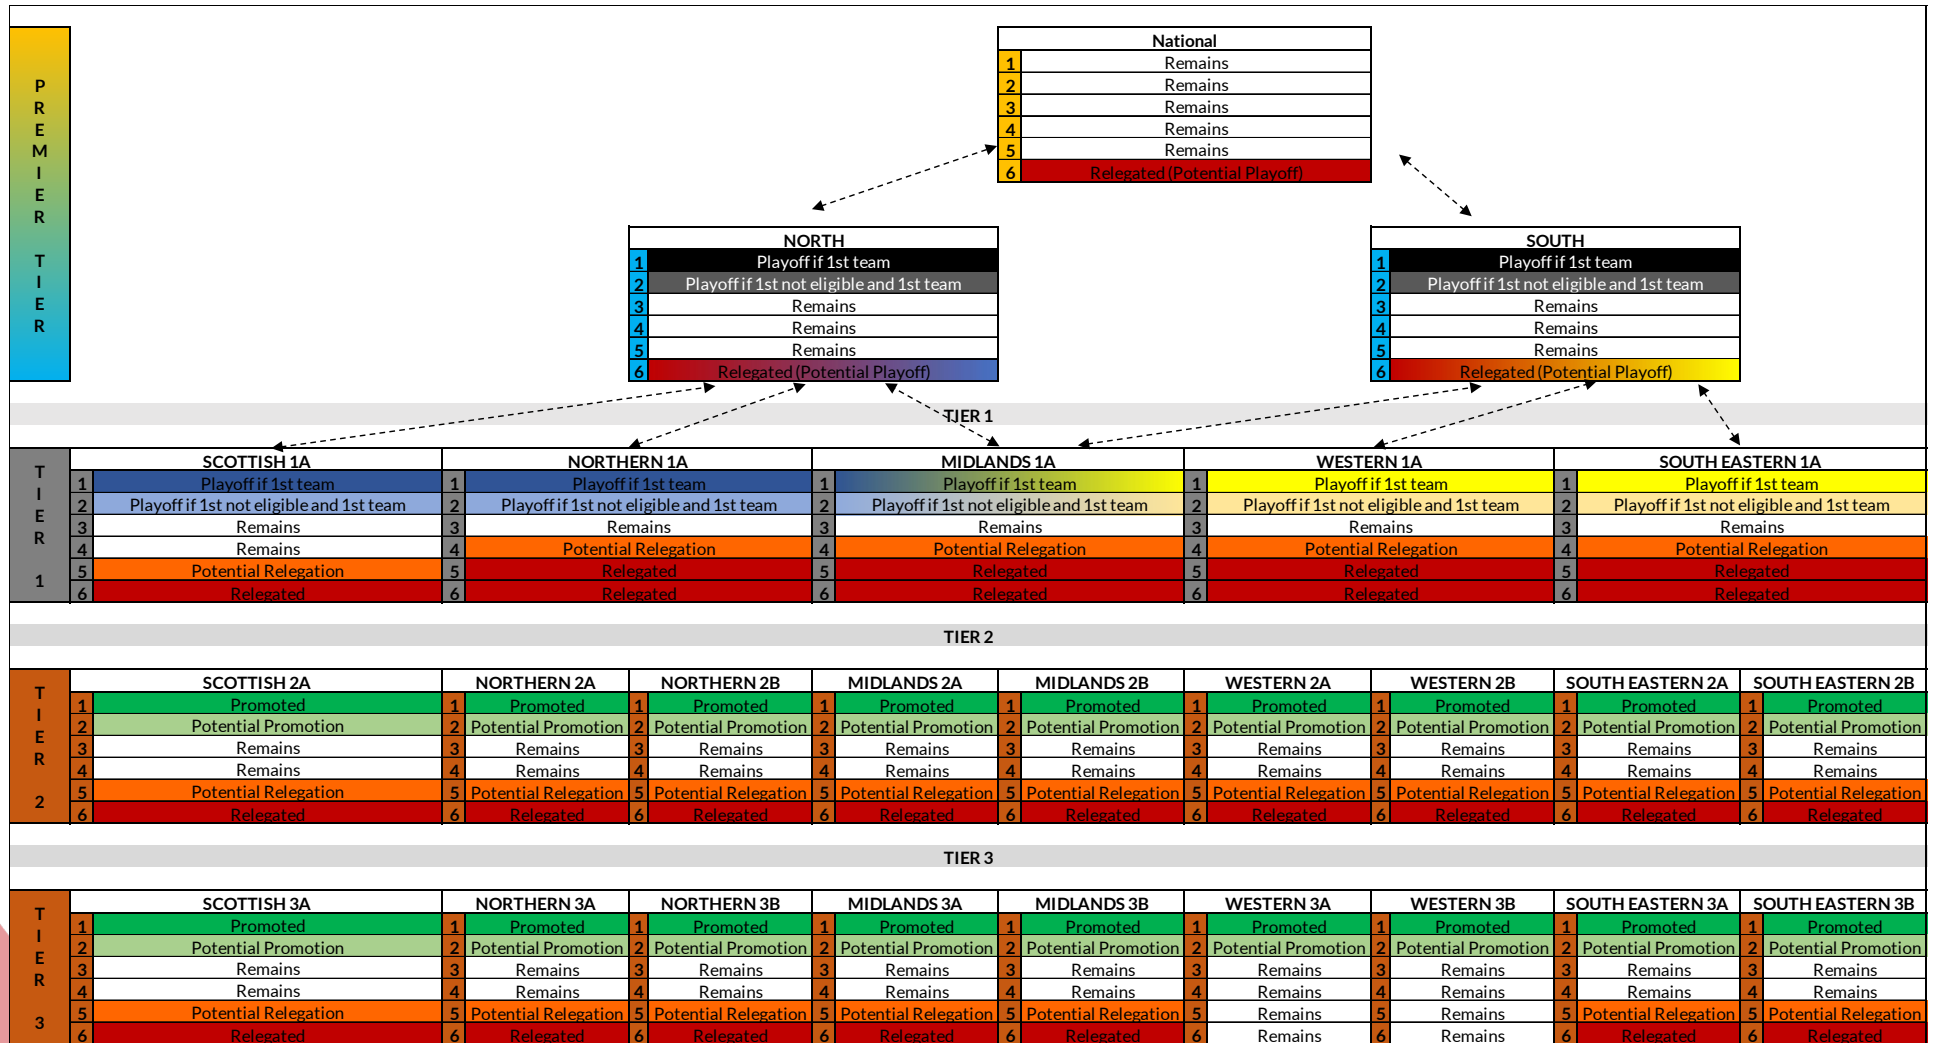 PREMIER TIER
National
1 Remains
2 Remains
3 Remains
4 Remains
5 Remains
6 Relegated (Potential Playoff)
NORTH SOUTH
1 Playoff if 1st team 1 Playoff if 1st team
2 Playoff if 1st not eligible and 1st team 2 Playoff if 1st not eligible and 1st team
3 Remains 3 Remains
4 Remains 4 Remains
5 Remains 5 Remains
6 Relegated (Potential Playoff) 6 Relegated (Potential Playoff)
TIER 1
TIER 1
SCOTTISH 1A NORTHERN 1A MIDLANDS 1A WESTERN 1A SOUTH EASTERN 1A
1 Playoff if 1st team 1 Playoff if 1st team 1 Playoff if 1st team 1 Playoff if 1st team 1 Playoff if 1st team
2 Playoff if 1st not eligible and 1st team 2 Playoff if 1st not eligible and 1st team 2 Playoff if 1st not eligible and 1st team 2 Playoff if 1st not eligible and 1st team 2 Playoff if 1st not eligible and 1st team
3 Remains 3 Remains 3 Remains 3 Remains 3 Remains
4 Remains 4 Potential Relegation 4 Potential Relegation 4 Potential Relegation 4 Potential Relegation
5 Potential Relegation 5 Relegated 5 Relegated 5 Relegated 5 Relegated
6 Relegated 6 Relegated 6 Relegated 6 Relegated 6 Relegated
TIER 2
TIER 2
SCOTTISH 2A NORTHERN 2A NORTHERN 2B MIDLANDS 2A MIDLANDS 2B WESTERN 2A WESTERN 2B SOUTH EASTERN 2A SOUTH EASTERN 2B
1 Promoted 1 Promoted 1 Promoted 1 Promoted 1 Promoted 1 Promoted 1 Promoted 1 Promoted 1 Promoted
2 Potential Promotion 2 Potential Promotion 2 Potential Promotion 2 Potential Promotion 2 Potential Promotion 2 Potential Promotion 2 Potential Promotion 2 Potential Promotion 2 Potential Promotion
3 Remains 3 Remains 3 Remains 3 Remains 3 Remains 3 Remains 3 Remains 3 Remains 3 Remains
4 Remains 4 Remains 4 Remains 4 Remains 4 Remains 4 Remains 4 Remains 4 Remains 4 Remains
5 Potential Relegation 5 Potential Relegation 5 Potential Relegation 5 Potential Relegation 5 Potential Relegation 5 Potential Relegation 5 Potential Relegation 5 Potential Relegation 5 Potential Relegation
6 Relegated 6 Relegated 6 Relegated 6 Relegated 6 Relegated 6 Relegated 6 Relegated 6 Relegated 6 Relegated
TIER 3
TIER 3
SCOTTISH 3A NORTHERN 3A NORTHERN 3B MIDLANDS 3A MIDLANDS 3B WESTERN 3A WESTERN 3B SOUTH EASTERN 3A SOUTH EASTERN 3B
1 Promoted 1 Promoted 1 Promoted 1 Promoted 1 Promoted 1 Promoted 1 Promoted 1 Promoted 1 Promoted
2 Potential Promotion 2 Potential Promotion 2 Potential Promotion 2 Potential Promotion 2 Potential Promotion 2 Potential Promotion 2 Potential Promotion 2 Potential Promotion 2 Potential Promotion
3 Remains 3 Remains 3 Remains 3 Remains 3 Remains 3 Remains 3 Remains 3 Remains 3 Remains
4 Remains 4 Remains 4 Remains 4 Remains 4 Remains 4 Remains 4 Remains 4 Remains 4 Remains
5 Potential Relegation 5 Potential Relegation 5 Potential Relegation 5 Potential Relegation 5 Potential Relegation 5 Remains 5 Remains 5 Potential Relegation 5 Potential Relegation
6 Relegated 6 Relegated 6 Relegated 6 Relegated 6 Relegated 6 Remains 6 Remains 6 Relegated 6 Relegated